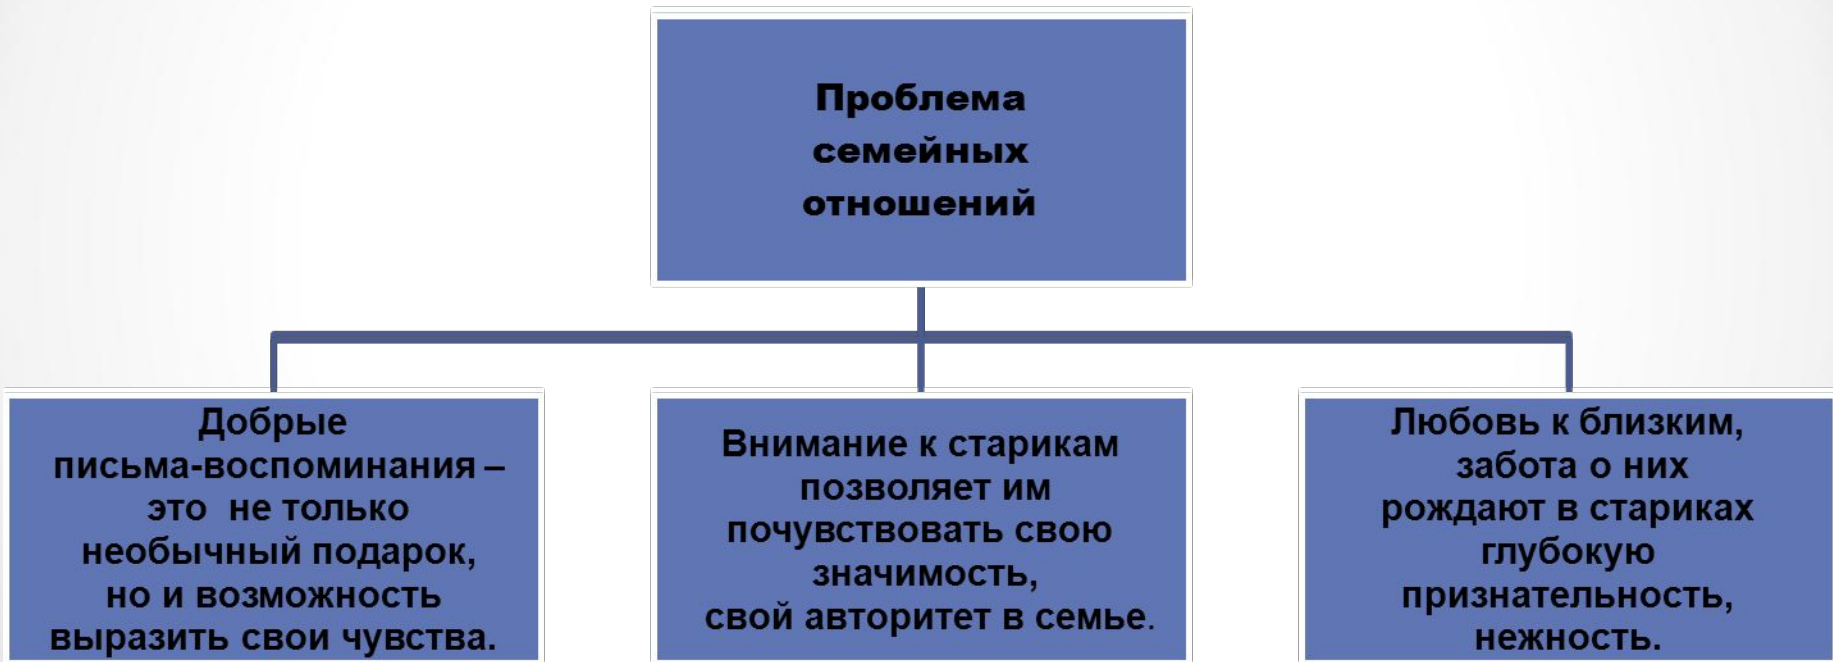 Проблема
семейных
отношений
Добрые
письма-воспоминания –
это не только
необычный подарок,
но и возможность
выразить свои чувства.
Внимание к старикам
позволяет им
почувствовать свою
значимость,
свой авторитет в семье.
Любовь к близким,
забота о них
рождают в стариках
глубокую
признательность,
нежность.